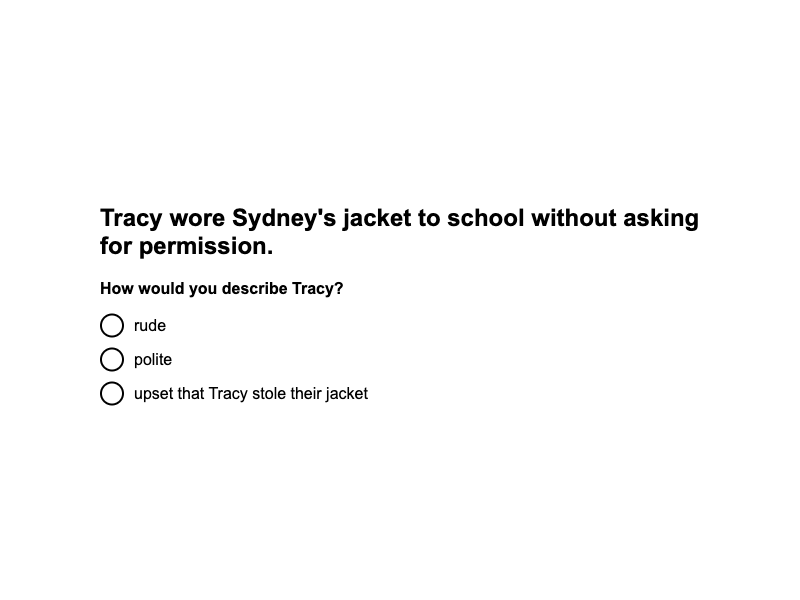 Tracy wore Sydney's jacket to school without asking
for permission.
How would you describe Tracy?
rude
polite
upset that Tracy stole their jacket